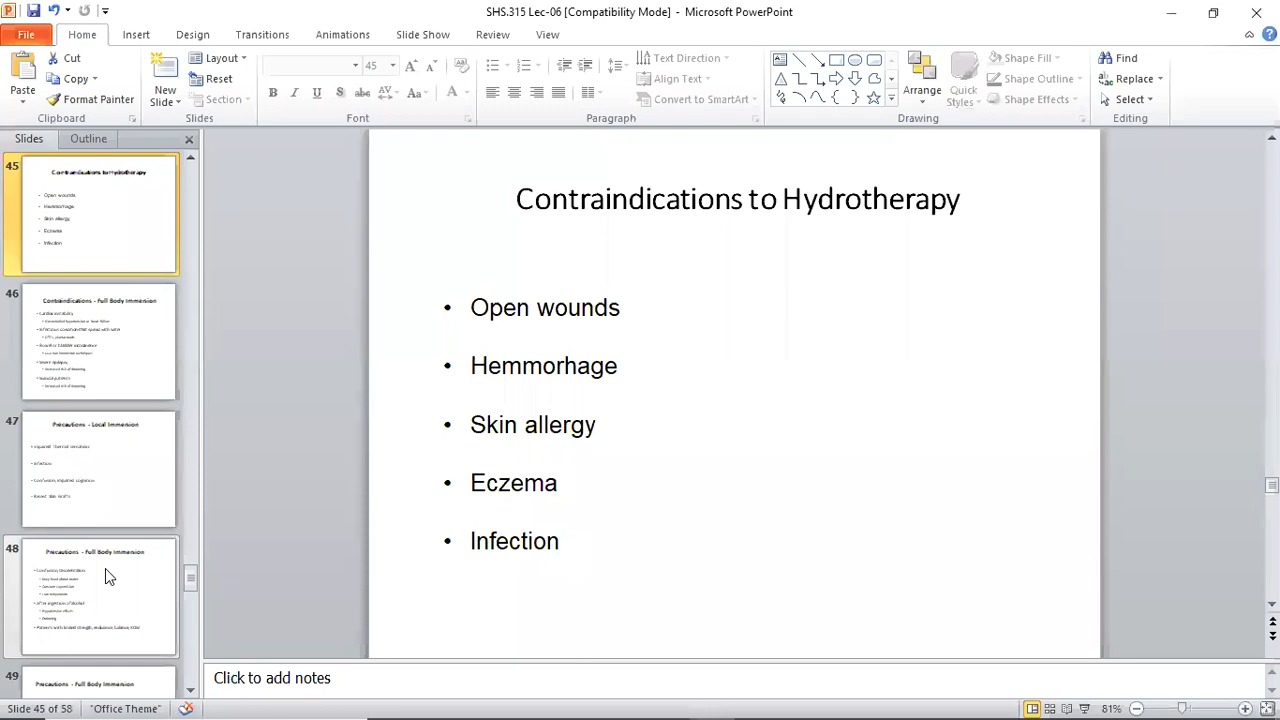 SHS.315 Lec-06 [Compatibility Mode] - Microsoft PowerPoint
File Home Insert Design Transitions Animations Slide Show Review View
Paste
Cut
Copy
Format Painter
Clipboard
New
Slide
Layout
Reset
Section
Slides
45
B I U S abc AV Aa A
Font
Text Direction
Align Text
Convert to SmartArt
Paragraph
Arrange
Quick
Styles
Shape Fill
Shape Outline
Shape Effects
Drawing
Find
Replace
Select
Editing
Slides Outline
45
Contraindications to Hydrotherapy
Open wounds
Hemmorhage
Skin allergy
Eczema
Infection
46
Contraindications - Full Body Immersion
47
Precautions - Local Immersion
Infection
48
Precautions - Full Body Immersion
49
Precautions - Full Body Immersion
Contraindications to Hydrotherapy
• Open wounds
• Hemmorhage
• Skin allergy
• Eczema
• Infection
Click to add notes
Slide 45 of 58 "Office Theme" 81%